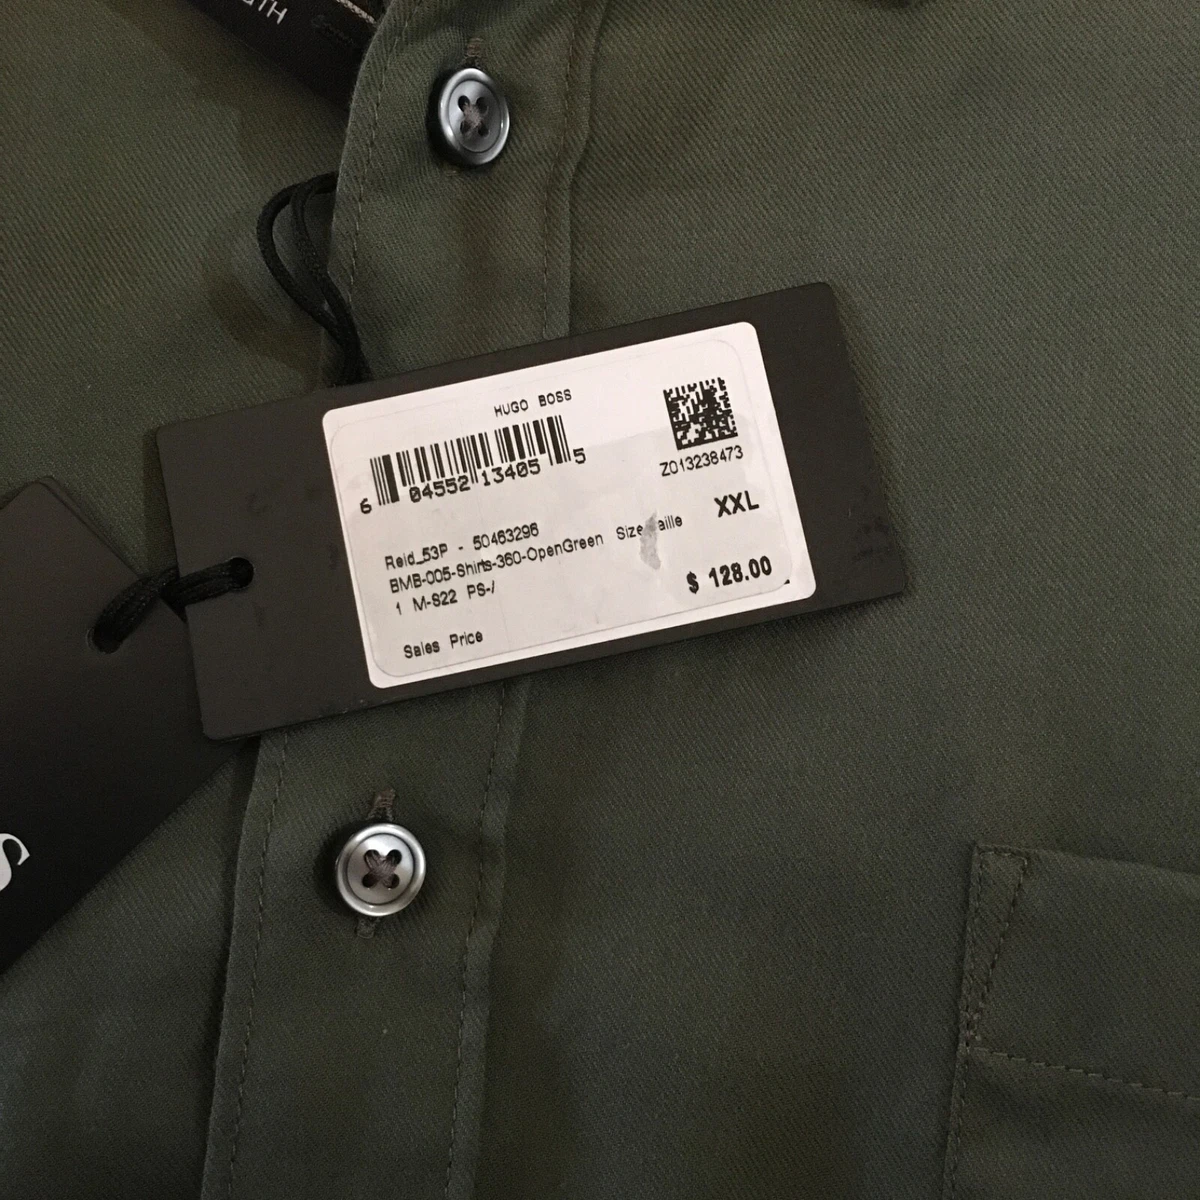 HUGO BOSS
6 04552 13405 5
Z013238473
XXL
Reid_53P - 50463296
BMB-005-Shirts-360-OpenGreen Size aille
1 M-S22 PS-/
$ 128.00
Sales Price
S